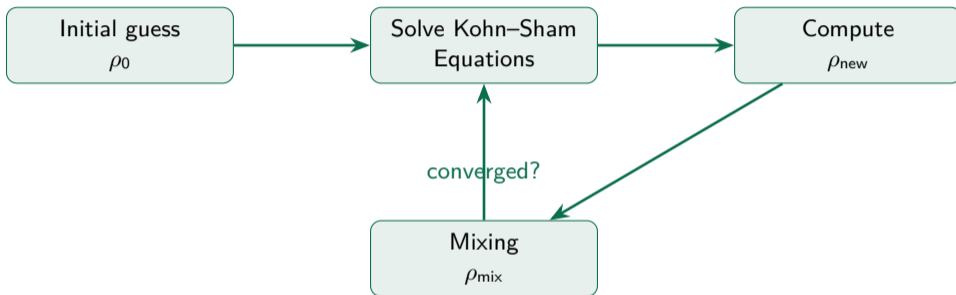 Initial guess
ρ₀
Solve Kohn–Sham
Equations
Compute
ρnew
converged?
Mixing
ρmix